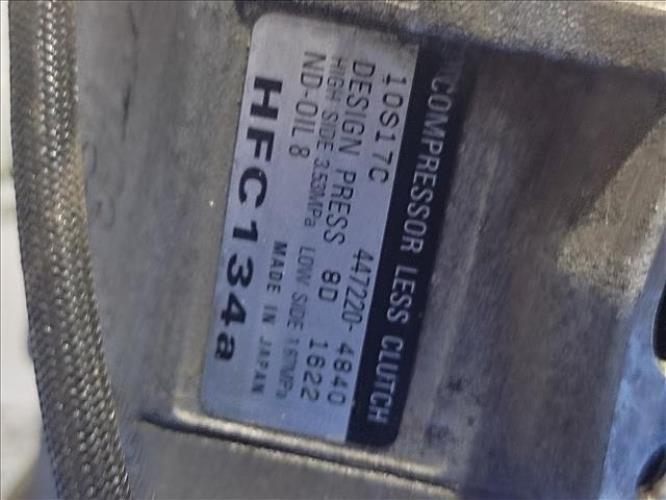 COMPRESSOR LESS CLUTCH
10S17C 447220-4840
DESIGN PRESS 8D 1622
HIGH SIDE 3.53MPa LOW SIDE 1.67MPa
ND-OIL 8 MADE IN JAPAN
HFC134a